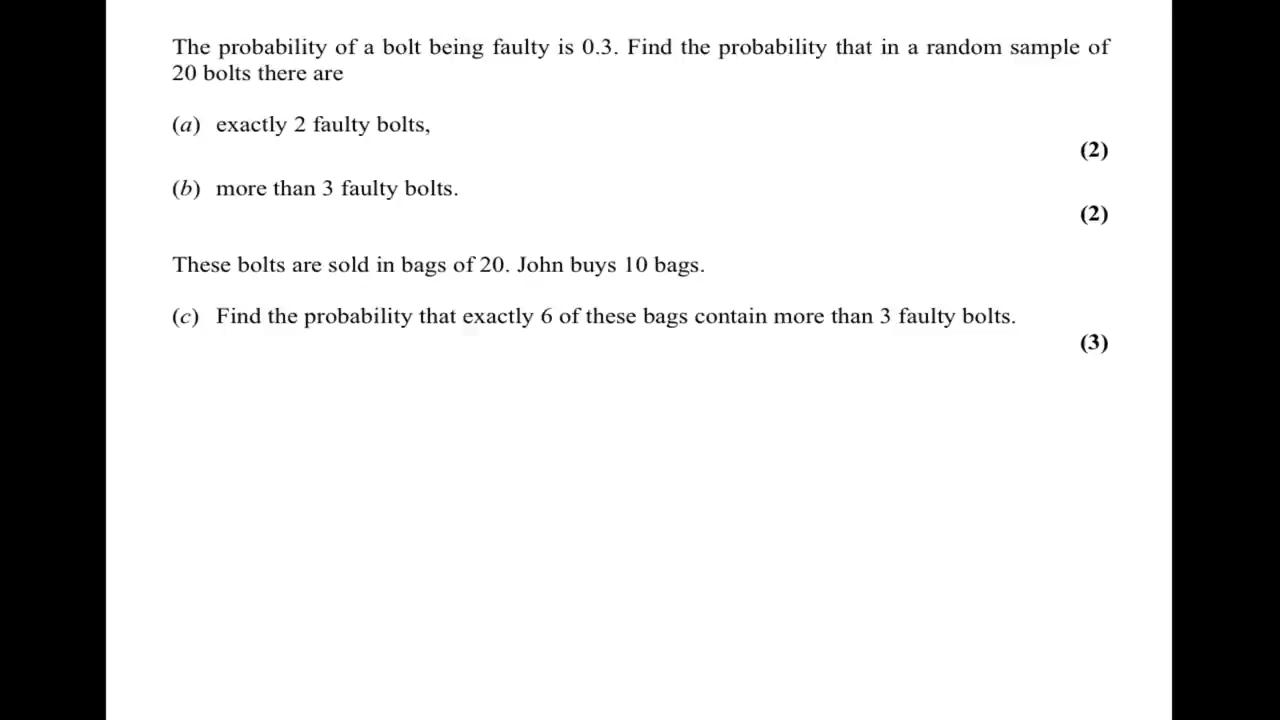 The probability of a bolt being faulty is 0.3. Find the probability that in a random sample of
20 bolts there are
(a) exactly 2 faulty bolts,
(2)
(b) more than 3 faulty bolts.
(2)
These bolts are sold in bags of 20. John buys 10 bags.
(c) Find the probability that exactly 6 of these bags contain more than 3 faulty bolts.
(3)